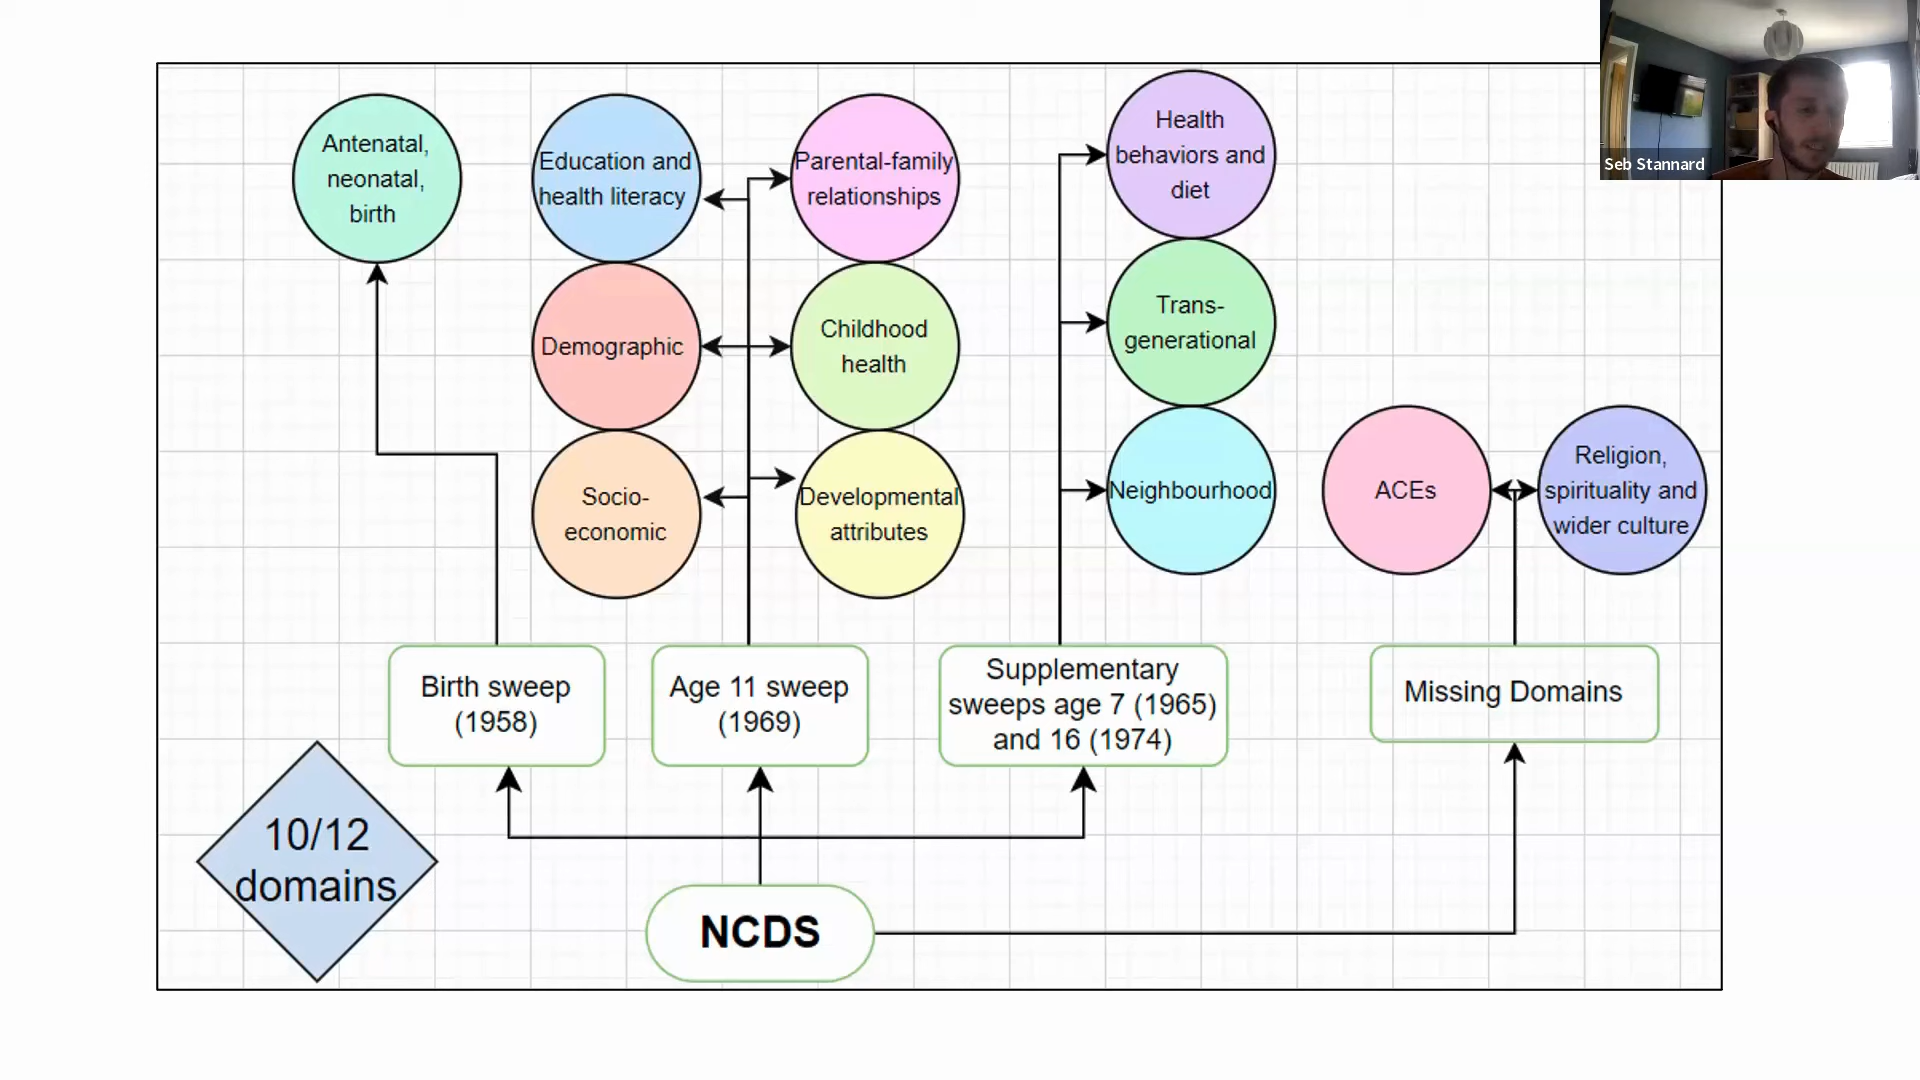 Seb Stannard
Antenatal,
neonatal,
birth
Education and
health literacy
Parental-family
relationships
Health
behaviors and
diet
Demographic
Childhood
health
Trans-
generational
Socio-
economic
Developmental
attributes
Neighbourhood
ACEs
Religion,
spirituality and
wider culture
Birth sweep
(1958)
Age 11 sweep
(1969)
Supplementary
sweeps age 7 (1965)
and 16 (1974)
Missing Domains
10/12
domains
NCDS